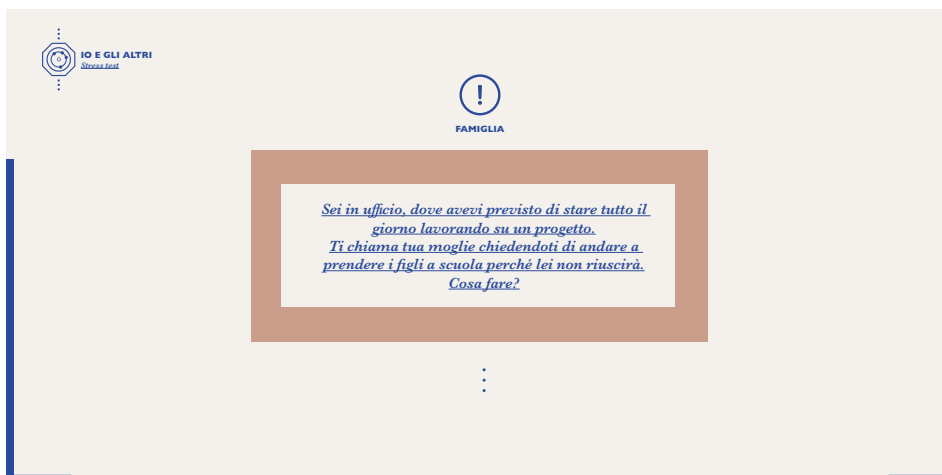 IO E GLI ALTRI
Stress test
!
FAMIGLIA
Sei in ufficio, dove avevi previsto di stare tutto il
giorno lavorando su un progetto.
Ti chiama tua moglie chiedendoti di andare a
prendere i figli a scuola perché lei non riuscirà.
Cosa fare?